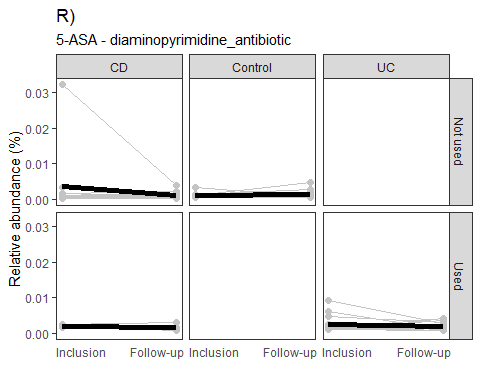 R)
5-ASA - diaminopyrimidine_antibiotic
CD Control UC
Relative abundance (%)
0.03
0.02
0.01
0.00
Not used
0.03
0.02
0.01
0.00
Used
Inclusion Follow-up Inclusion Follow-up Inclusion Follow-up